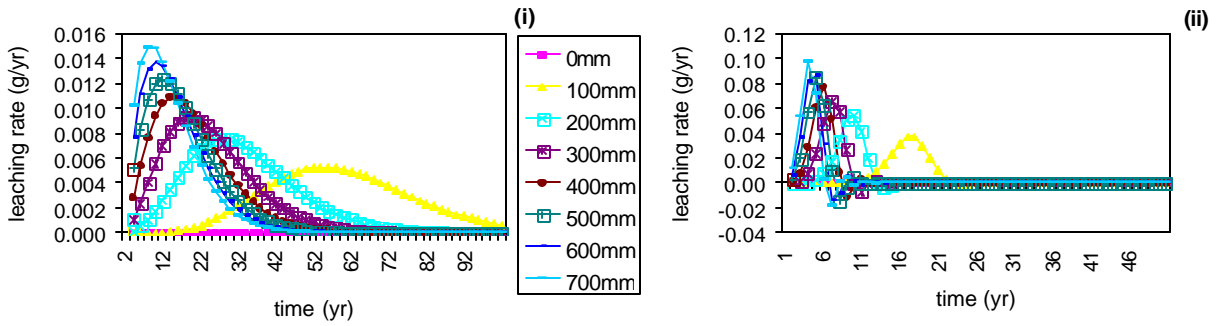 (i)
leaching rate (g/yr)
0.016
0.014
0.012
0.010
0.008
0.006
0.004
0.002
0.000
2 12 22 32 42 52 62 72 82 92
time (yr)
0mm
100mm
200mm
300mm
400mm
500mm
600mm
700mm
(ii)
leaching rate (g/yr)
0.12
0.10
0.08
0.06
0.04
0.02
0.00
-0.02
-0.04
1 6 11 16 21 26 31 36 41 46
time (yr)